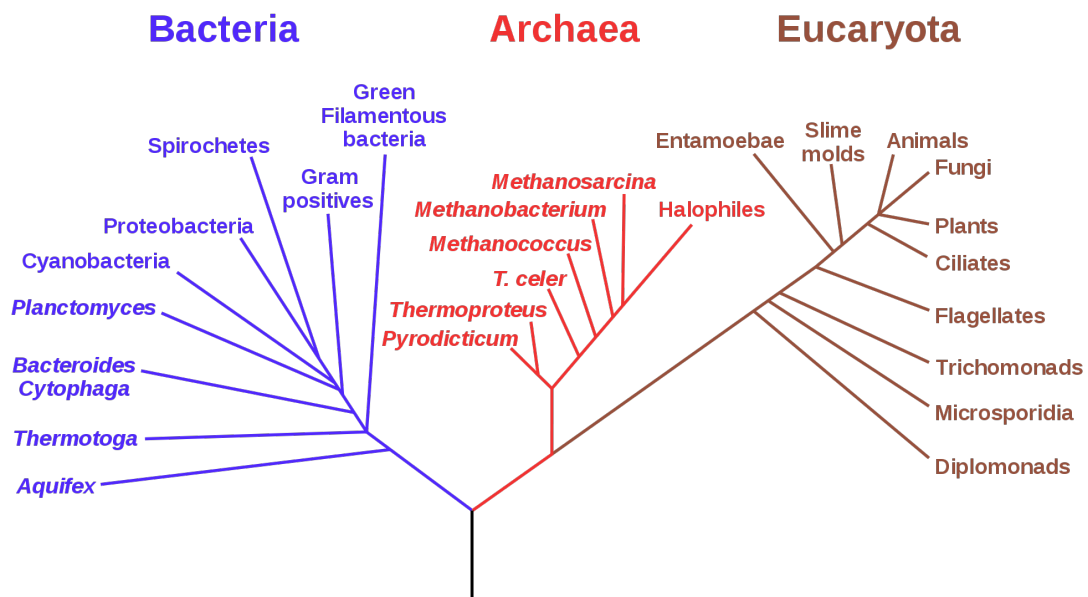 Bacteria
Archaea
Eucaryota
Green
Filamentous
bacteria
Spirochetes
Gram
positives
Proteobacteria
Cyanobacteria
Planctomyces
Bacteroides
Cytophaga
Thermotoga
Aquifex
Methanosarcina
Methanobacterium
Halophiles
Methanococcus
T. celer
Thermoproteus
Pyrodicticum
Entamoebae
Slime
molds
Animals
Fungi
Plants
Ciliates
Flagellates
Trichomonads
Microsporidia
Diplomonads